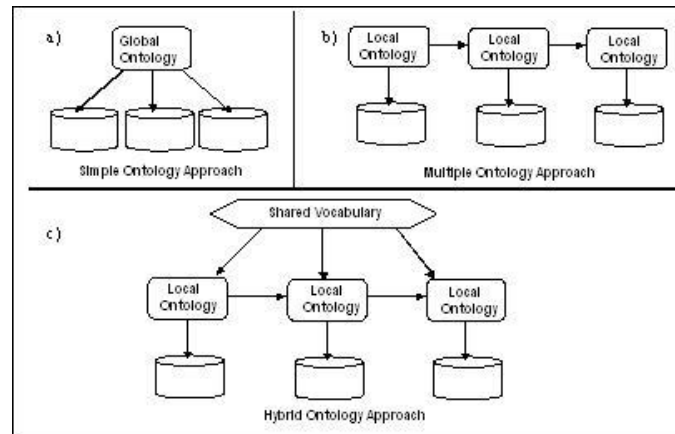 a)
Global
Ontology
Simple Ontology Approach
b)
Local
Ontology
Local
Ontology
Local
Ontology
Multiple Ontology Approach
c)
Shared Vocabulary
Local
Ontology
Local
Ontology
Local
Ontology
Hybrid Ontology Approach